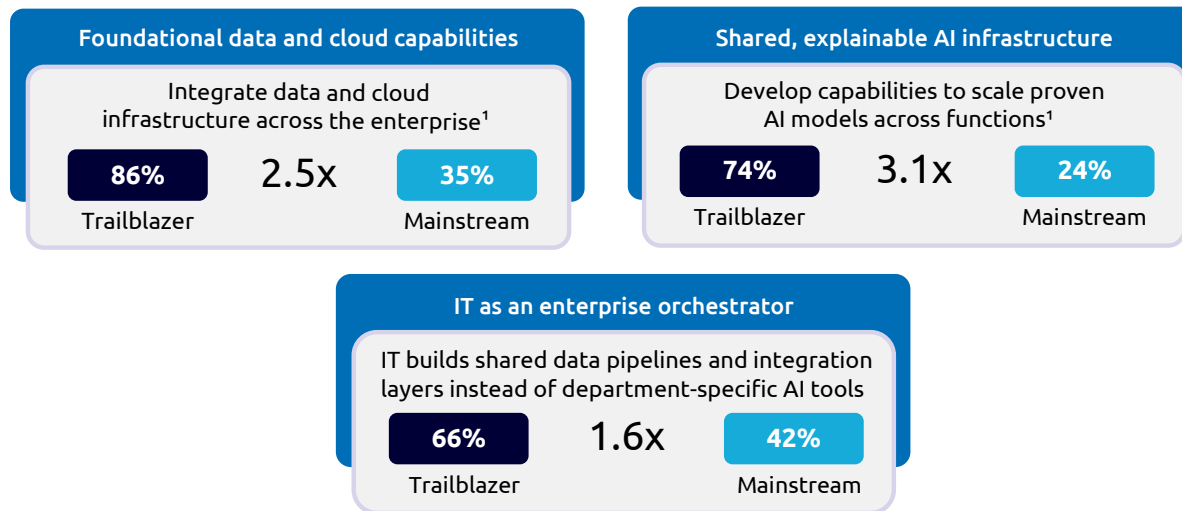 Foundational data and cloud capabilities
Integrate data and cloud
infrastructure across the enterprise¹
86%
2.5x
35%
Trailblazer
Mainstream
Shared, explainable AI infrastructure
Develop capabilities to scale proven
AI models across functions¹
74%
3.1x
24%
Trailblazer
Mainstream
IT as an enterprise orchestrator
IT builds shared data pipelines and integration
layers instead of department-specific AI tools
66%
1.6x
42%
Trailblazer
Mainstream